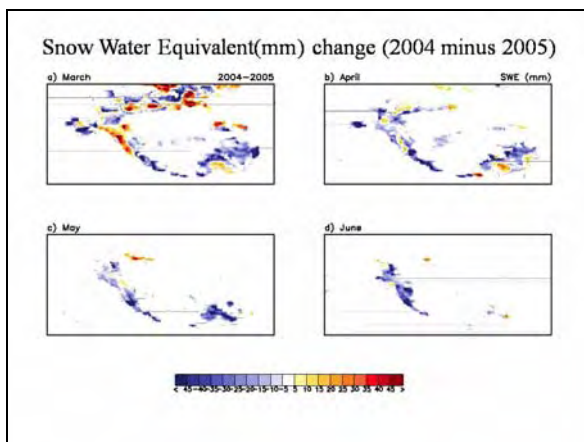 Snow Water Equivalent(mm) change (2004 minus 2005)
a) March 2004-2005
b) April SWE (mm)
c) May
d) June
< 45-40-35-30-25-20-15-10-5 5 10 15 20 25 30 35 40 45 >